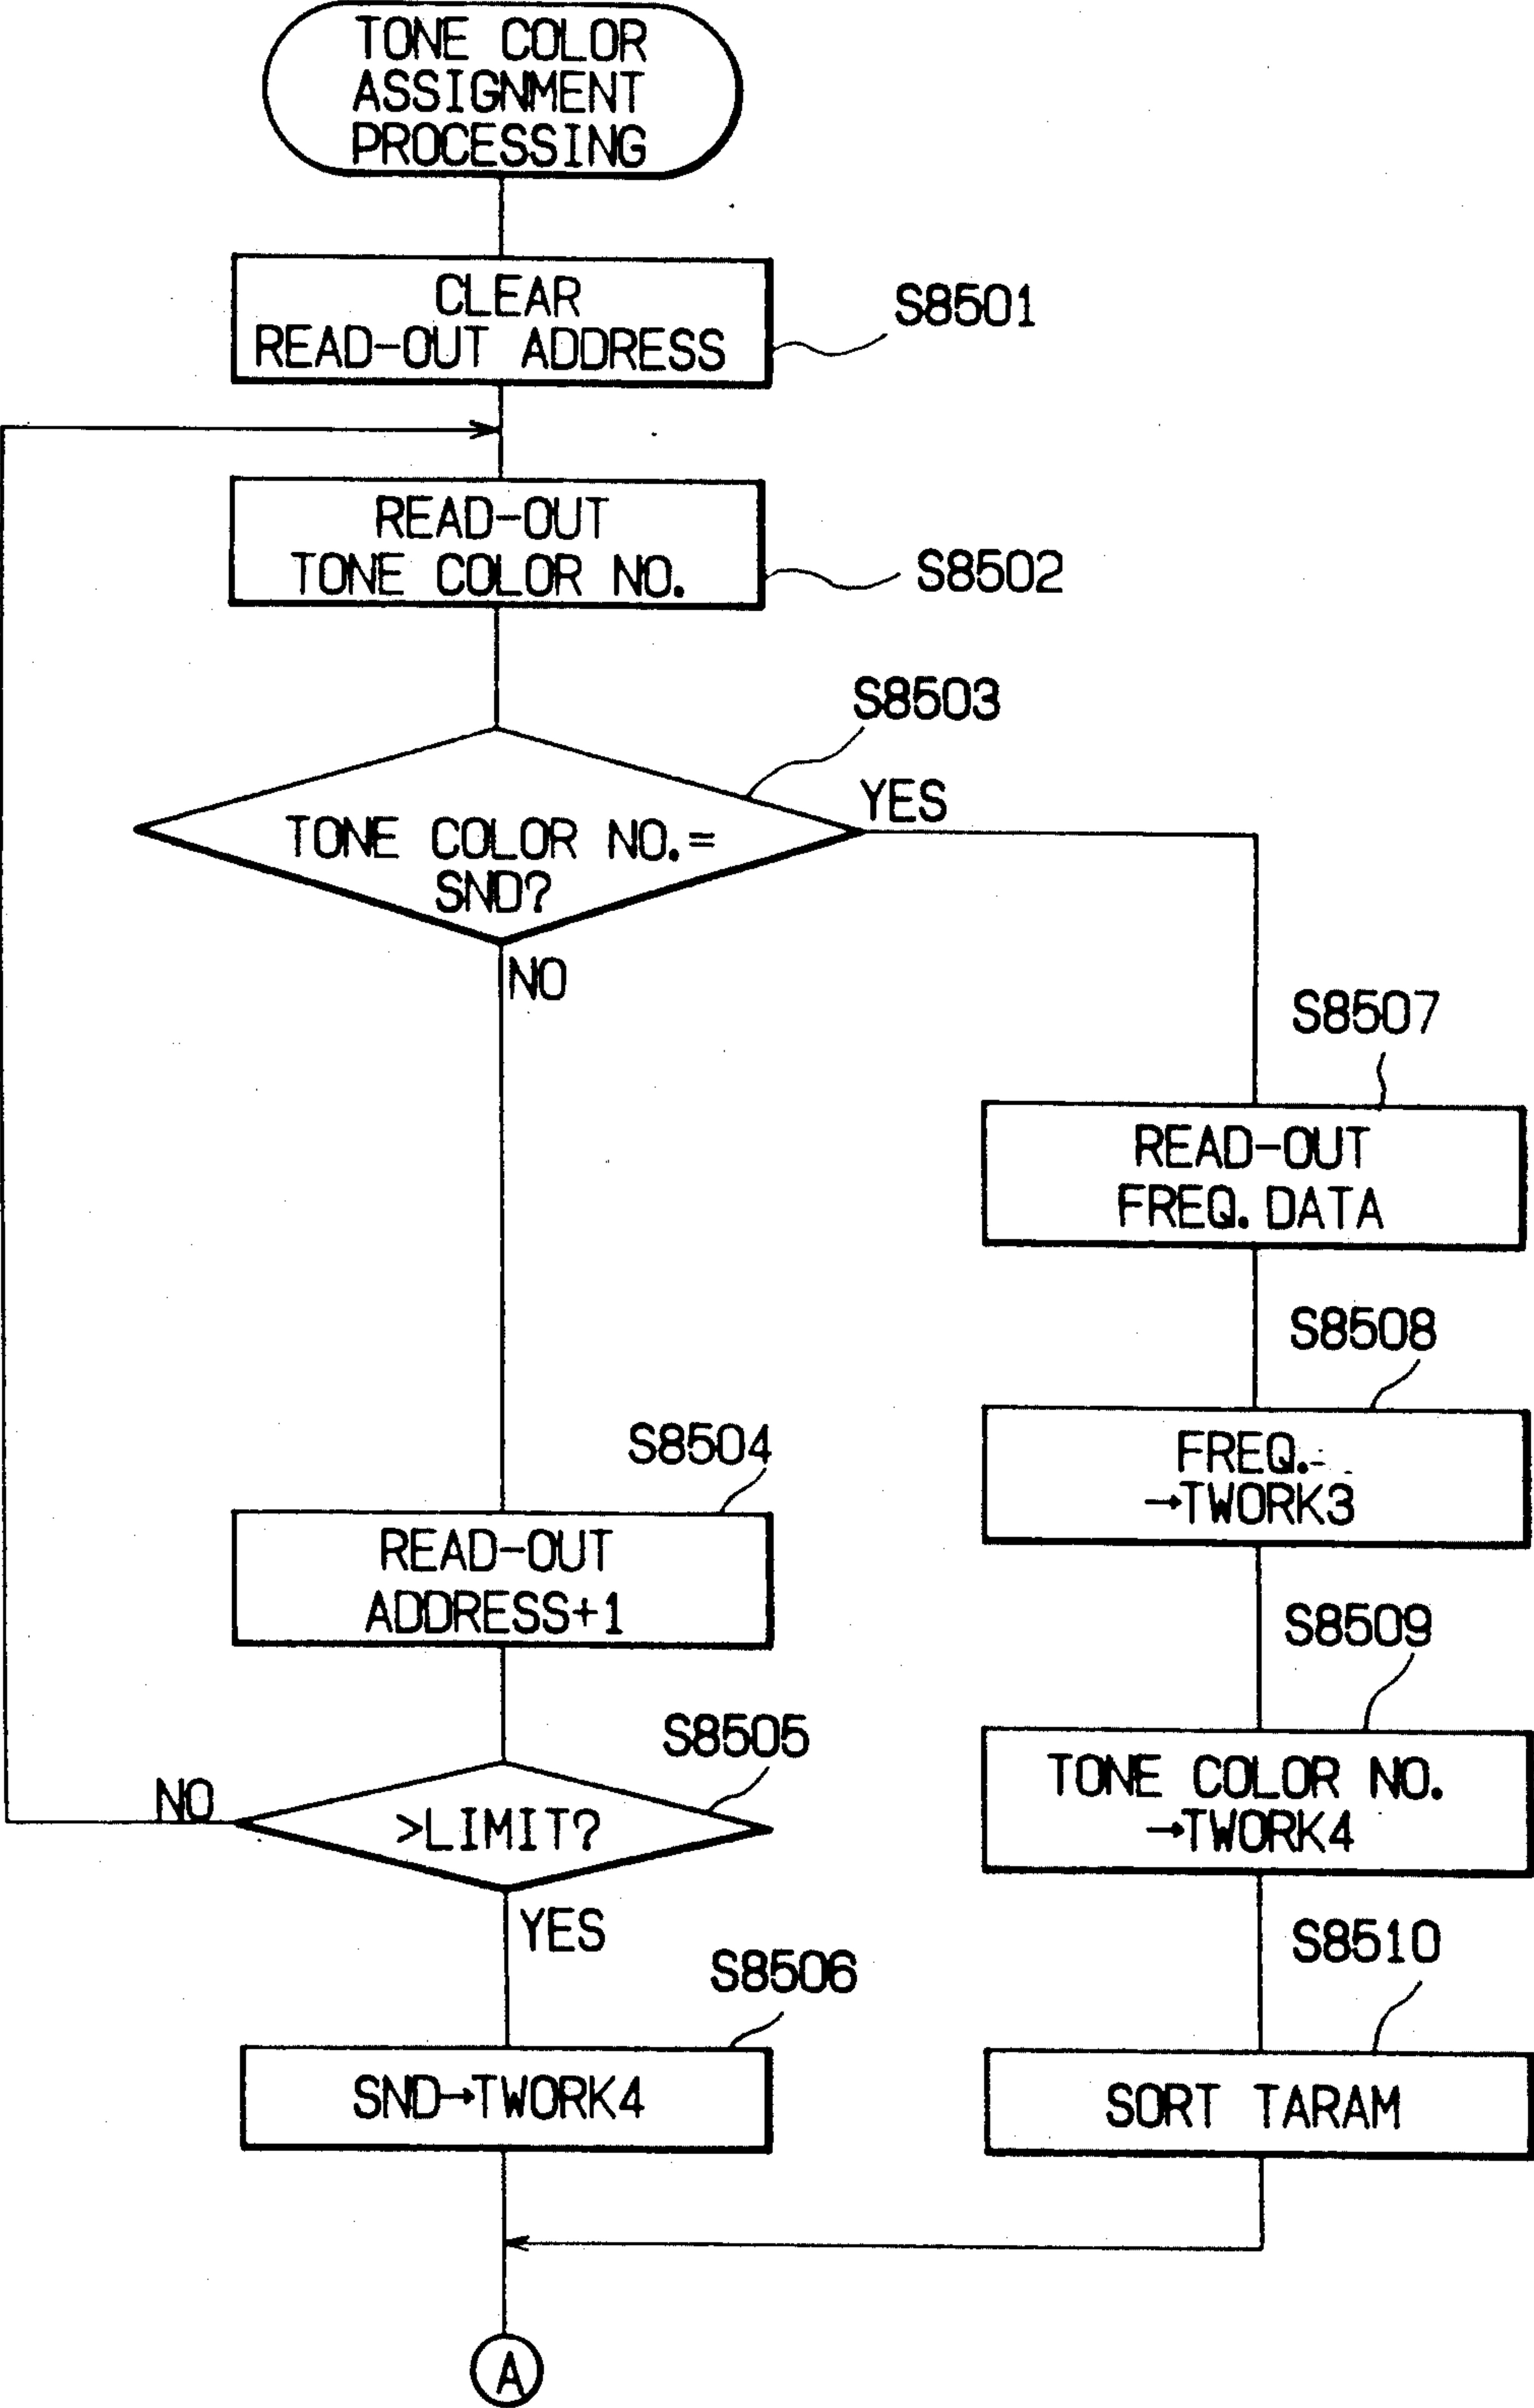 TONE COLOR
ASSIGNMENT
PROCESSING
CLEAR
READ-OUT ADDRESS
S8501
READ-OUT
TONE COLOR NO.
S8502
S8503
TONE COLOR NO.=
SND?
YES
NO
S8507
READ-OUT
FREQ. DATA
S8508
FREQ.
→TWORK3
S8504
READ-OUT
ADDRESS+1
S8509
TONE COLOR NO.
→TWORK4
S8505
>LIMIT?
NO
YES
S8510
SORT TARAM
S8506
SND→TWORK4
A